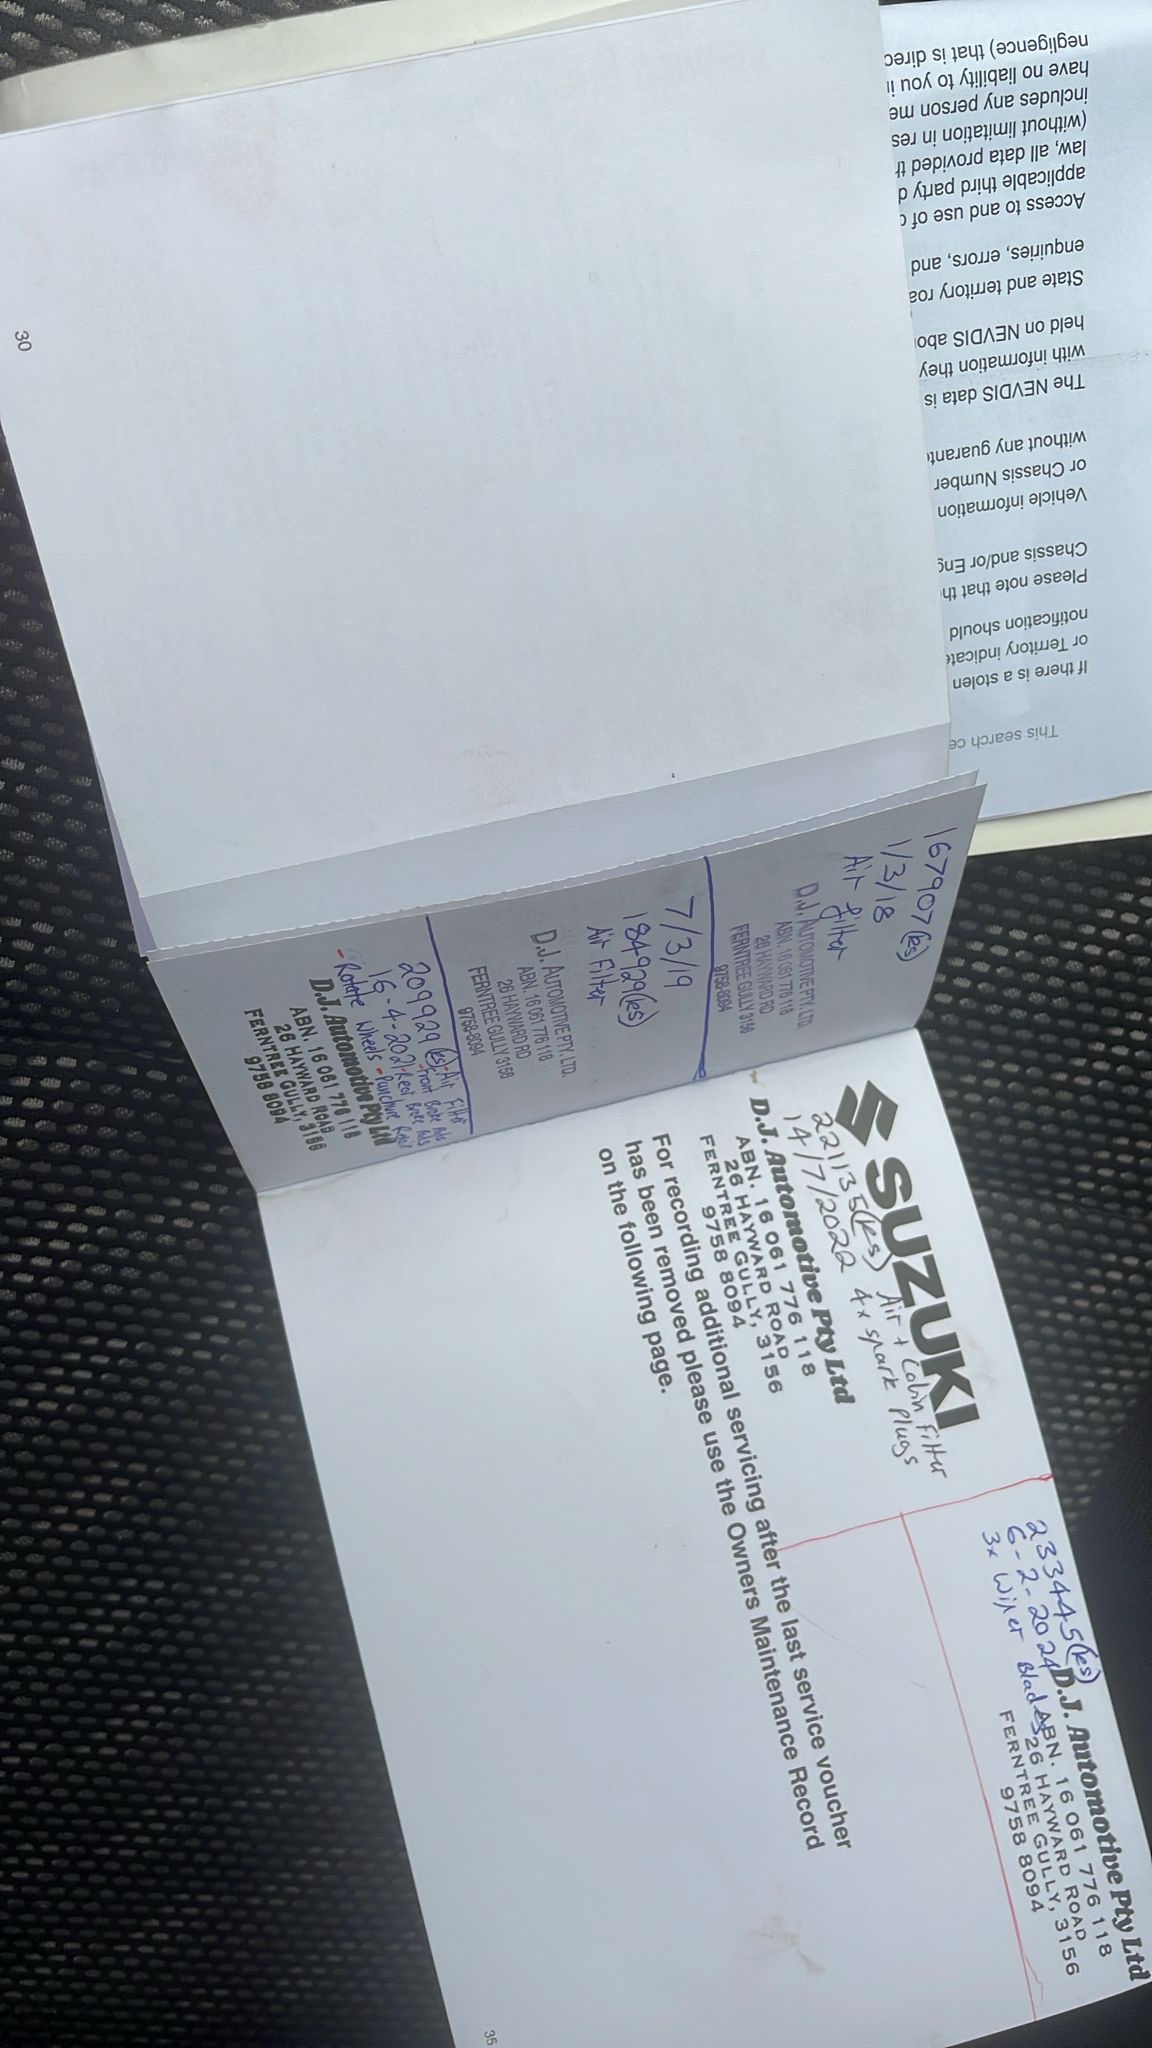 30
167907(ks)
1/3/18
Air filter
D.J. AUTOMOTIVE PTY. LTD.
ABN. 16 061 776 118
26 HAYWARD RD
FERNTREE GULLY 3156
9758-8094
7/3/19
184929(ks)
Air Filter
D.J. AUTOMOTIVE PTY. LTD.
ABN. 16 061 776 118
26 HAYWARD RD
FERNTREE GULLY 3156
9758-8094
209929(ks)-Air Filter
-Front Brake Pads
16-4-2021-Rear Brake Pads
-Rotate Wheels -Puncture Repair
D.J. Automotive Pty Ltd
ABN. 16 061 776 118
26 HAYWARD ROAD
FERNTREE GULLY, 3156
9758 8094
SUZUKI
221135(ks) Air + Cabin Filter
14/7/2022 4x spark plugs
D.J. Automotive Pty Ltd
ABN. 16 061 776 118
26 HAYWARD ROAD
FERNTREE GULLY, 3156
9758 8094
For recording additional servicing after the last service voucher
has been removed please use the Owners Maintenance Record
on the following page.
233445(ks)
6-2-2024
3x Wiper Blades
D.J. Automotive Pty Ltd
ABN. 16 061 776 118
26 HAYWARD ROAD
FERNTREE GULLY, 3156
9758 8094
35
This search ce
If there is a stolen
or Territory indicate
notification should
Please note that th
Chassis and/or Eng
Vehicle information
or Chassis Number
without any guarant
The NEVDIS data is
with information they
held on NEVDIS abo
State and territory roa
enquiries, errors, and
Access to and use of
applicable third party d
law, all data provided th
(without limitation in res
includes any person me
have no liability to you i
negligence) that is direc